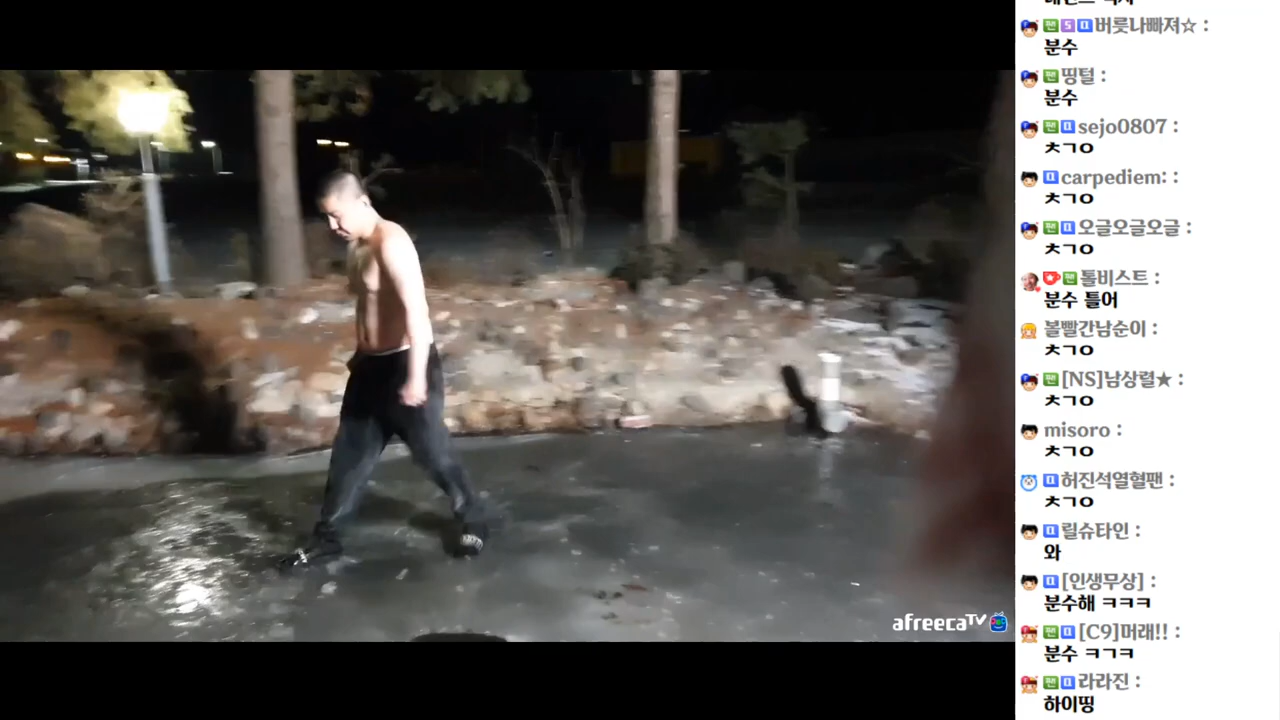 버릇나빠져☆ :
분수
띵털 :
분수
sejo0807 :
ㅊㄱㅇ
carpediem: :
ㅊㄱㅇ
오글오글오글 :
ㅊㄱㅇ
톨비스트 :
분수 틀어
볼빨간남순이 :
ㅊㄱㅇ
[NS]남상렬★ :
ㅊㄱㅇ
misoro :
ㅊㄱㅇ
허진석열혈팬 :
ㅊㄱㅇ
릴슈타인 :
와
[인생무상] :
분수해 ㅋㅋㅋ
[C9]머래!! :
분수 ㅋㄱㅋ
라라진 :
하이띵
afreecaTV